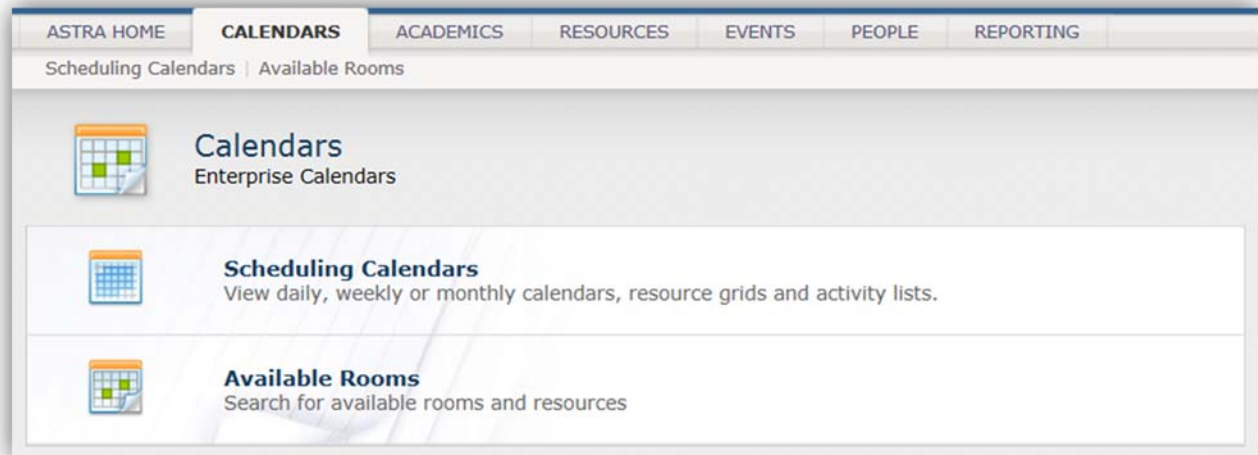 ASTRA HOME CALENDARS ACADEMICS RESOURCES EVENTS PEOPLE REPORTING
Scheduling Calendars | Available Rooms
Calendars
Enterprise Calendars
Scheduling Calendars
View daily, weekly or monthly calendars, resource grids and activity lists.
Available Rooms
Search for available rooms and resources